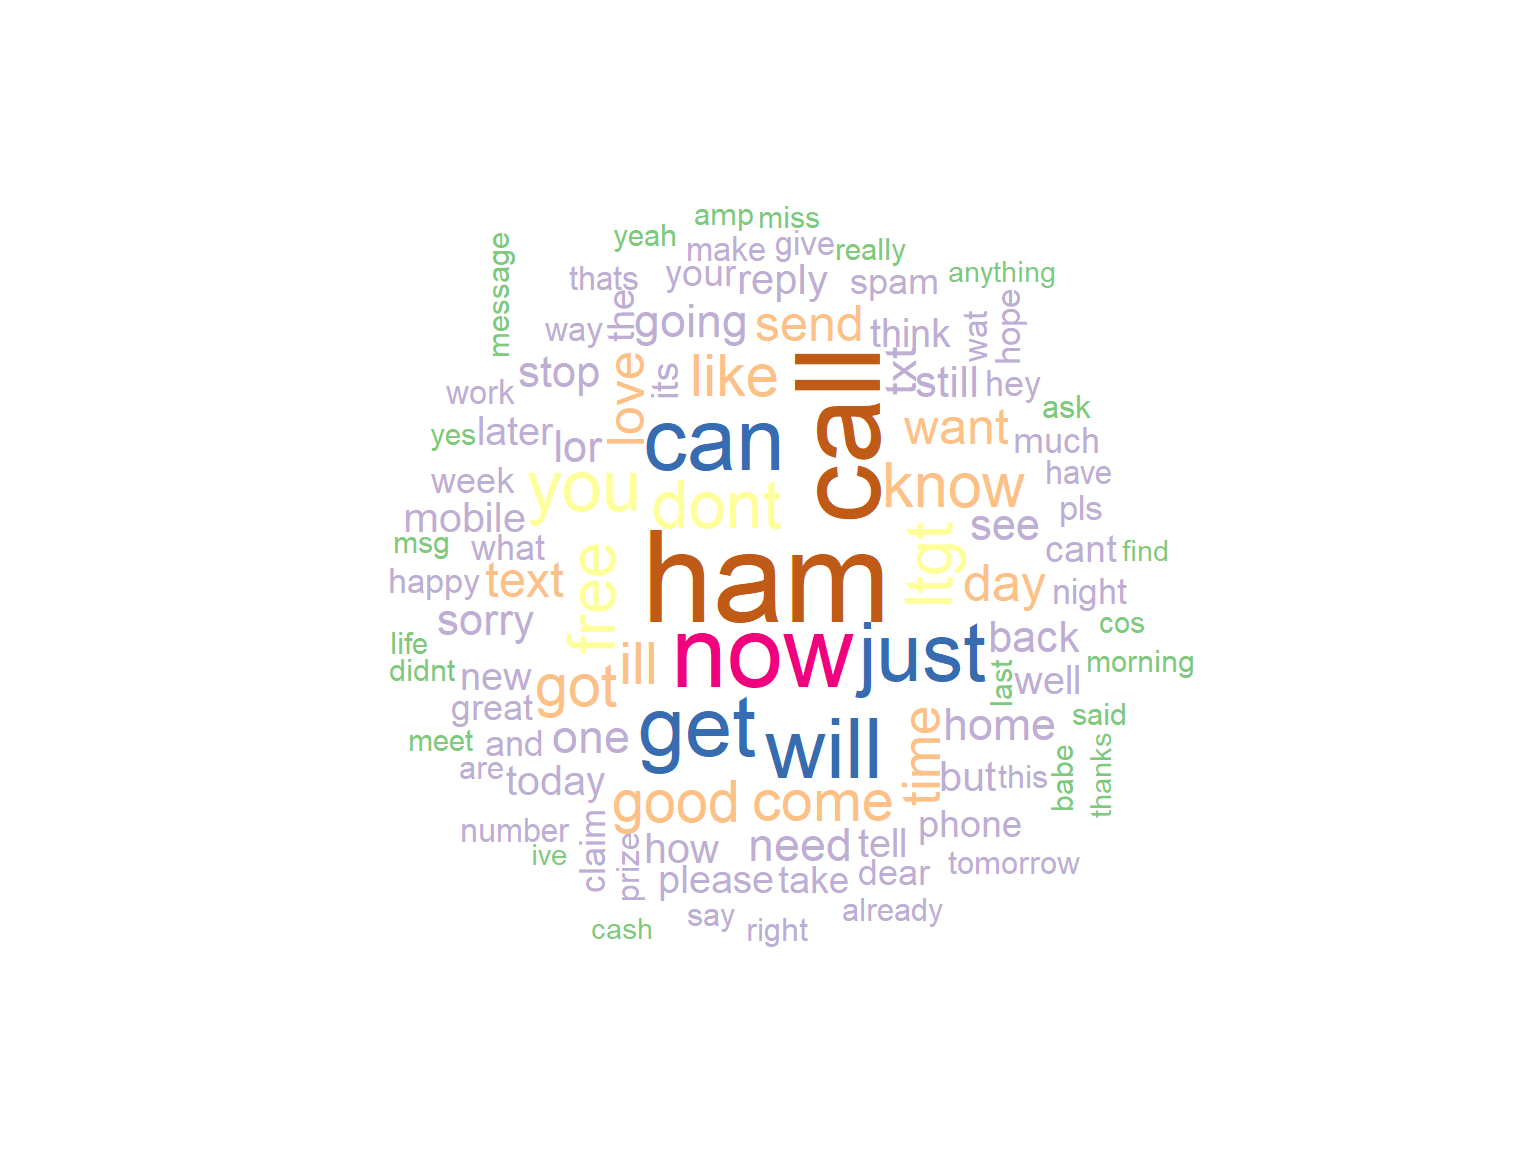 amp miss
yeah make give really
message thats your reply spam anything
way the going send think wat hope
stop love its like call txt still hey
work can ask
yes later lor want much
week you dont know have
mobile see pls
msg what ham ltgt cant find
happy text free day night
sorry now just back cos
life ill last morning
didnt new got well
great get will time home said
meet and one babe thanks
are today but this
good come
number claim prize how need tell phone
ive please take dear tomorrow
cash say right already